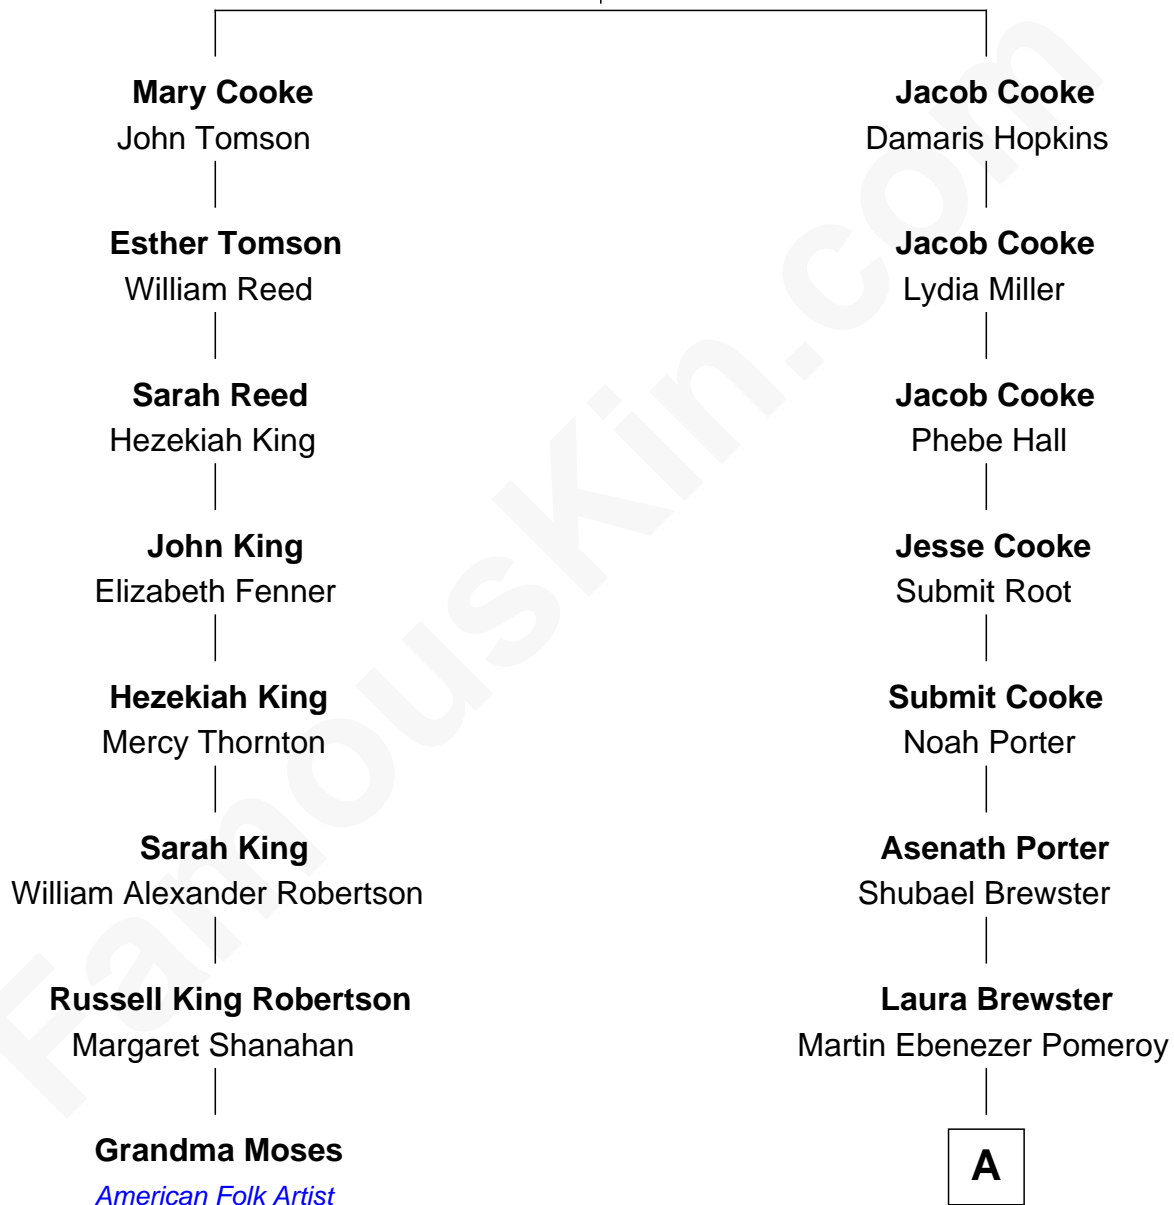 Mary Cooke
John Tomson
Esther Tomson
William Reed
Sarah Reed
Hezekiah King
John King
Elizabeth Fenner
Hezekiah King
Mercy Thornton
Sarah King
William Alexander Robertson
Russell King Robertson
Margaret Shanahan
Grandma Moses
American Folk Artist
Jacob Cooke
Damaris Hopkins
Jacob Cooke
Lydia Miller
Jacob Cooke
Phebe Hall
Jesse Cooke
Submit Root
Submit Cooke
Noah Porter
Asenath Porter
Shubael Brewster
Laura Brewster
Martin Ebenezer Pomeroy
A
FamousKin.com